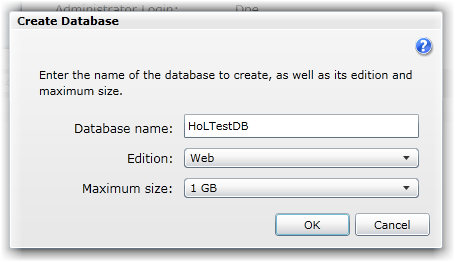 Administrator Login: Doe
Create Database
?
Enter the name of the database to create, as well as its edition and
maximum size.
Database name: HoLTestDB
Edition: Web
Maximum size: 1 GB
OK Cancel